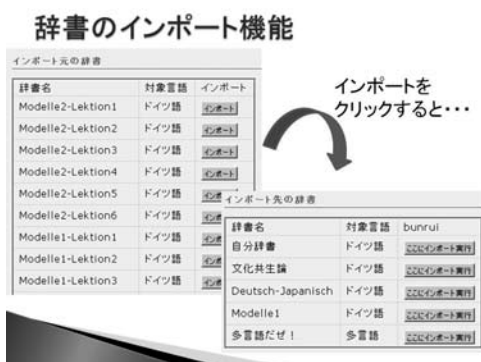 辞書のインポート機能
インポート元の辞書
辞書名 対象言語 インポート
Modelle2-Lektion1 ドイツ語 インポート
Modelle2-Lektion2 ドイツ語 インポート
Modelle2-Lektion3 ドイツ語 インポート
Modelle2-Lektion4 ドイツ語 インポート
Modelle2-Lektion5 ドイツ語
Modelle2-Lektion6 ドイツ語
Modelle1-Lektion1 ドイツ語
Modelle1-Lektion2 ドイツ語
Modelle1-Lektion3 ドイツ語
インポートを
クリックすると・・・
インポート先の辞書
辞書名 対象言語 bunrui
自分辞書 ドイツ語 ここにインポート実行
文化共生論 ドイツ語 ここにインポート実行
Deutsch-Japanisch ドイツ語 ここにインポート実行
Modelle1 ドイツ語 ここにインポート実行
多言語だぜ! 多言語 ここにインポート実行